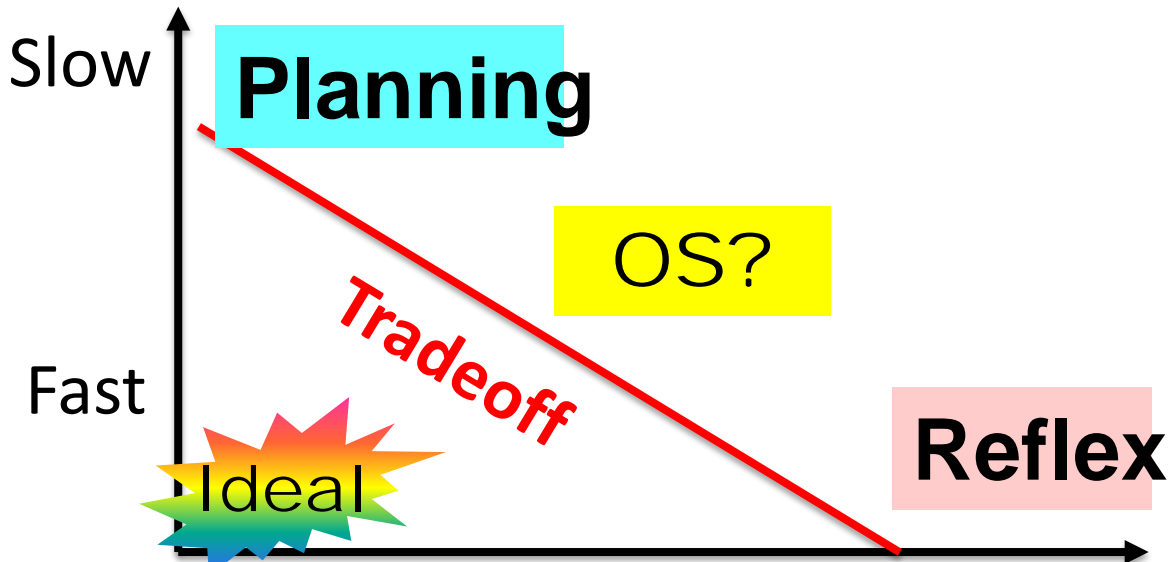 Slow
Planning
OS?
Tradeoff
Fast
Reflex
Ideal